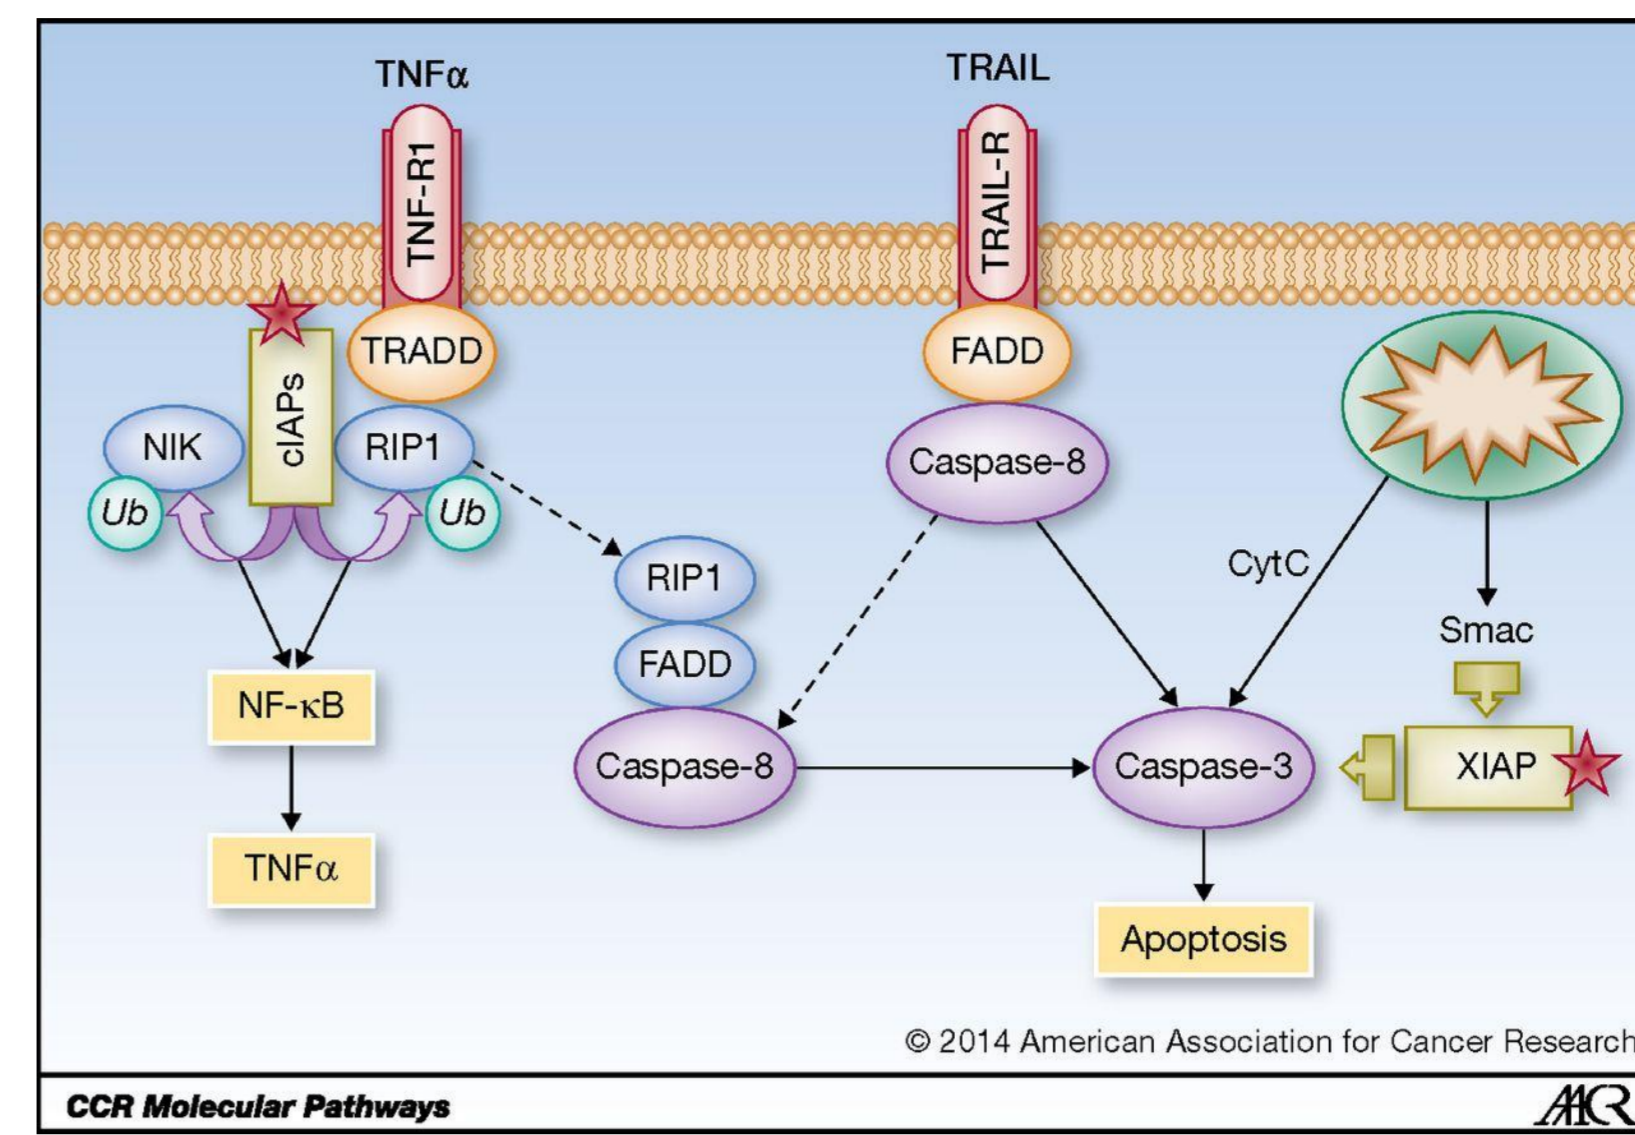 TNFα
TRAIL
TNF-R1
TRAIL-R
TRADD
FADD
cIAPs
NIK
RIP1
Caspase-8
Ub
Ub
CytC
RIP1
Smac
FADD
NF-κB
Caspase-8
Caspase-3
XIAP
TNFα
Apoptosis
© 2014 American Association for Cancer Research
CCR Molecular Pathways
AACR